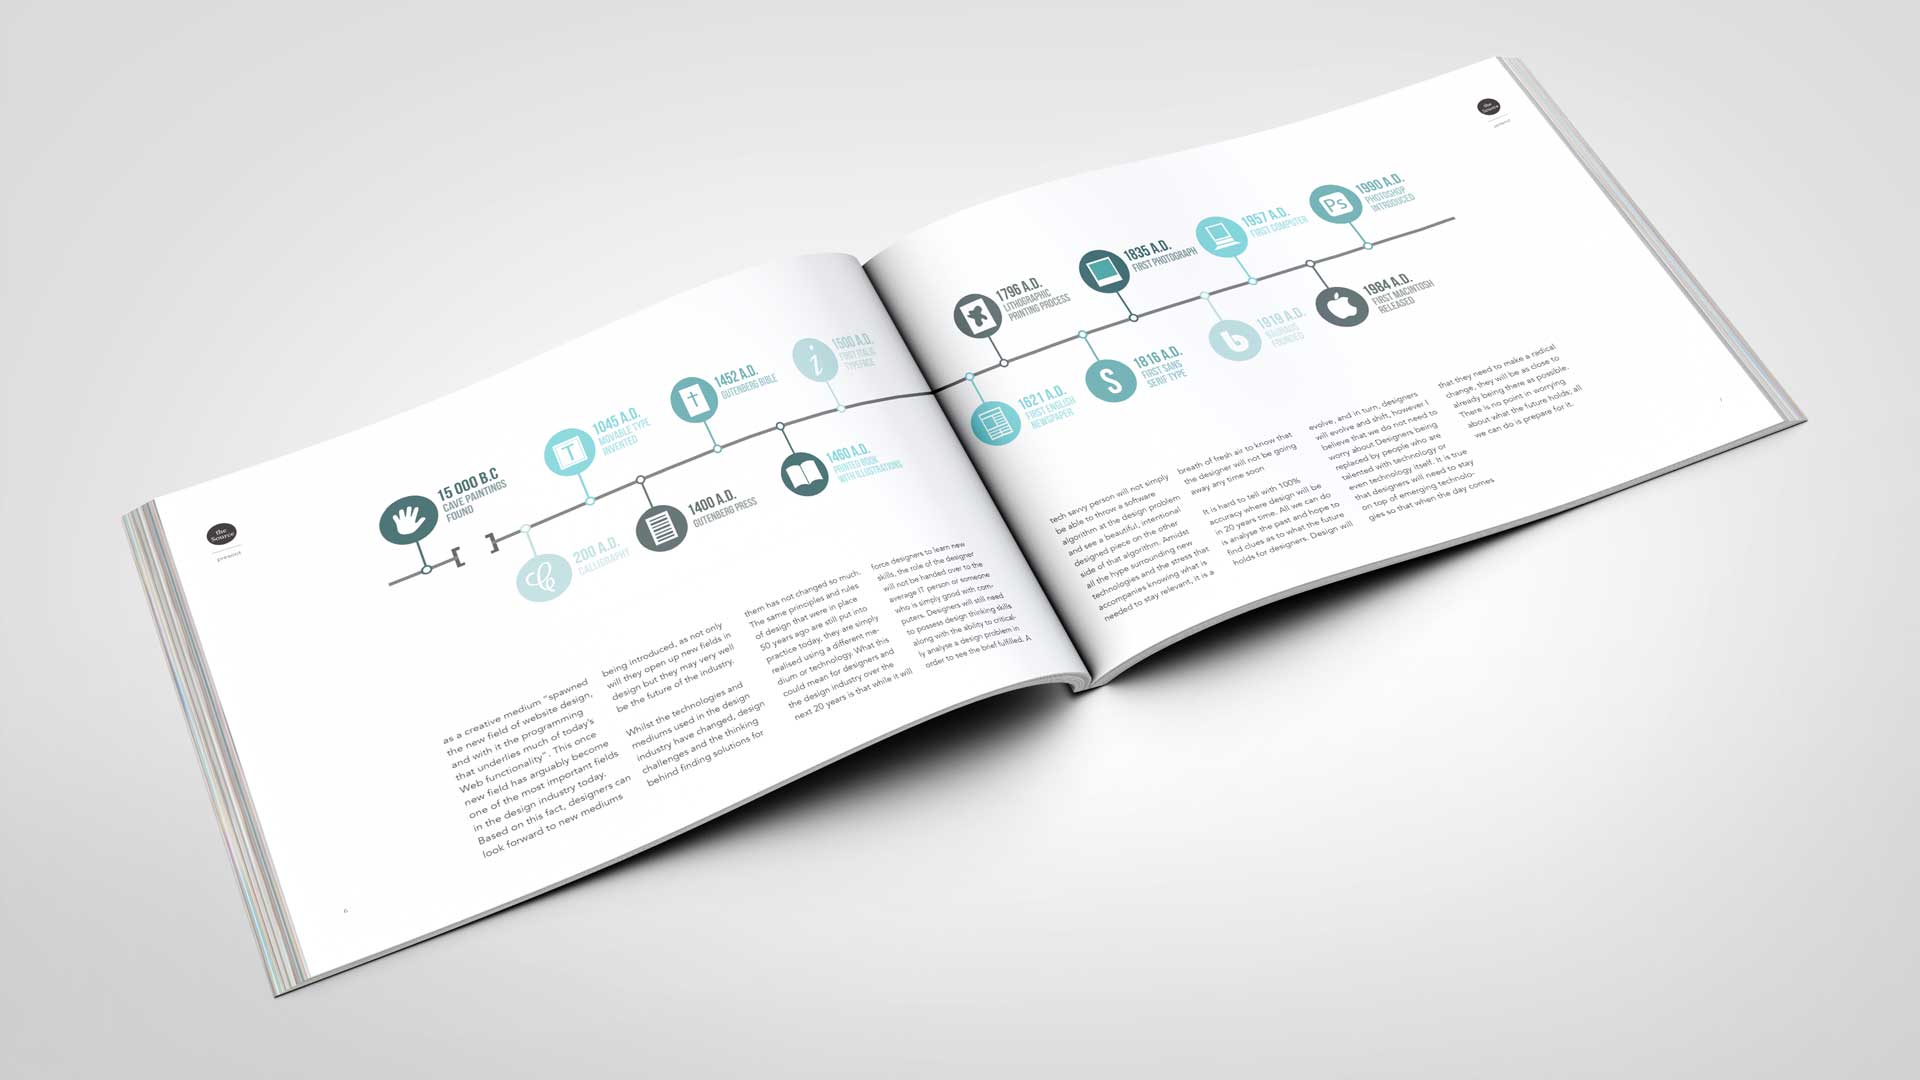 the
Source
present
15 000 B.C
CAVE PAINTINGS
FOUND
200 A.D.
CALLIGRAPHY
T
1045 A.D.
MOVABLE TYPE
INVENTED
1400 A.D.
GUTENBERG PRESS
1452 A.D.
GUTENBERG BIBLE
1460 A.D.
PRINTED BOOK
WITH ILLUSTRATIONS
i
1500 A.D.
FIRST ITALIC
TYPEFACE
as a creative medium "spawned
the new field of website design,
and with it the programming
that underlies much of today's
Web functionality". This once
new field has arguably become
one of the most important fields
in the design industry today.
Based on this fact, designers can
look forward to new mediums
being introduced, as not only
will they open up new fields in
design but they may very well
be the future of the industry.
Whilst the technologies and
mediums used in the design
industry have changed, design
challenges and the thinking
behind finding solutions for
them has not changed so much.
The same principles and rules
of design that were in place
50 years ago are still put into
practice today, they are simply
realised using a different me-
dium or technology. What this
could mean for designers and
the design industry over the
next 20 years is that while it will
force designers to learn new
skills, the role of the designer
will not be handed over to the
average IT person or someone
who is simply good with com-
puters. Designers will still need
to possess design thinking skills
along with the ability to critical-
ly analyse a design problem in
order to see the brief fulfilled. A
6
the
Source
1621 A.D.
FIRST ENGLISH
NEWSPAPER
1796 A.D.
LITHOGRAPHIC
PRINTING PROCESS
S
1816 A.D.
FIRST SANS
SERIF TYPE
1835 A.D.
FIRST PHOTOGRAPH
b
1919 A.D.
BAUHAUS
FOUNDED
1957 A.D.
FIRST COMPUTER
1984 A.D.
FIRST MACINTOSH
RELEASED
Ps
1990 A.D.
PHOTOSHOP
INTRODUCED
tech savvy person will not simply
be able to throw a software
algorithm at the design problem
and see a beautiful, intentional
designed piece on the other
side of that algorithm. Amidst
all the hype surrounding new
technologies and the stress that
accompanies knowing what is
needed to stay relevant, it is a
breath of fresh air to know that
the designer will not be going
away any time soon
It is hard to tell with 100%
accuracy where design will be
in 20 years time. All we can do
is analyse the past and hope to
find clues as to what the future
holds for designers. Design will
evolve, and in turn, designers
will evolve and shift, however I
believe that we do not need to
worry about Designers being
replaced by people who are
talented with technology or
even technology itself. It is true
that designers will need to stay
on top of emerging technolo-
gies so that when the day comes
that they need to make a radical
change, they will be as close to
already being there as possible.
There is no point in worrying
about what the future holds, all
we can do is prepare for it.